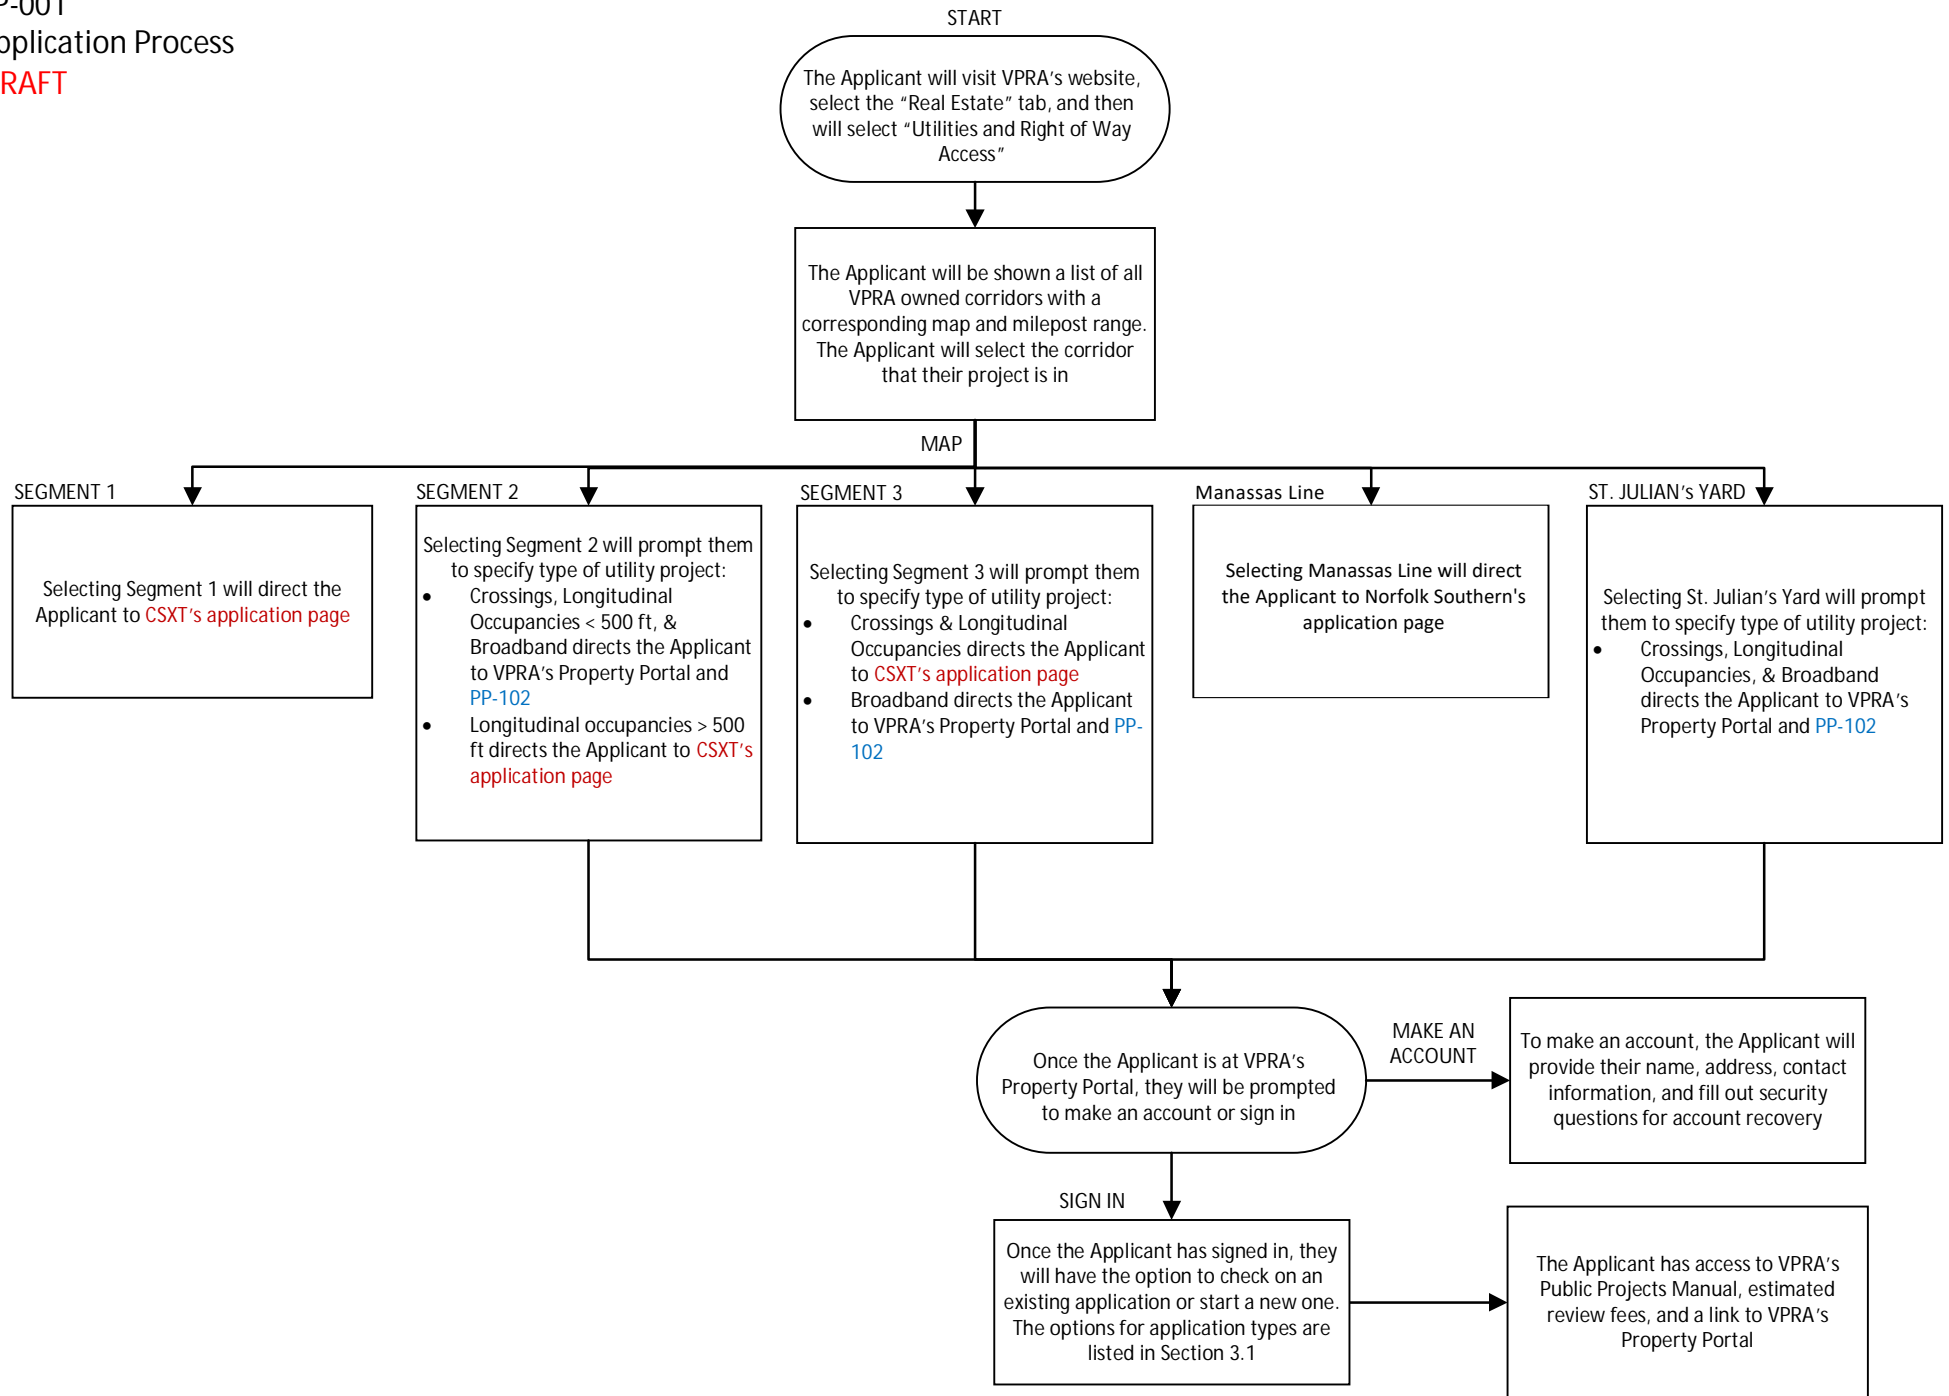 P-001
pplication Process
RAFT
START
The Applicant will visit VPRA's website,
select the "Real Estate" tab, and then
will select "Utilities and Right of Way
Access"
The Applicant will be shown a list of all
VPRA owned corridors with a
corresponding map and milepost range.
The Applicant will select the corridor
that their project is in
MAP
SEGMENT 1
Selecting Segment 1 will direct the
Applicant to CSXT's application page
SEGMENT 2
Selecting Segment 2 will prompt them
to specify type of utility project:
• Crossings, Longitudinal
Occupancies < 500 ft, &
Broadband directs the Applicant
to VPRA's Property Portal and
PP-102
• Longitudinal occupancies > 500
ft directs the Applicant to CSXT's
application page
SEGMENT 3
Selecting Segment 3 will prompt them
to specify type of utility project:
• Crossings & Longitudinal
Occupancies directs the Applicant
to CSXT's application page
• Broadband directs the Applicant
to VPRA's Property Portal and PP-
102
Manassas Line
Selecting Manassas Line will direct
the Applicant to Norfolk Southern's
application page
ST. JULIAN's YARD
Selecting St. Julian's Yard will prompt
them to specify type of utility project:
• Crossings, Longitudinal
Occupancies, & Broadband
directs the Applicant to VPRA's
Property Portal and PP-102
Once the Applicant is at VPRA's
Property Portal, they will be prompted
to make an account or sign in
MAKE AN
ACCOUNT
To make an account, the Applicant will
provide their name, address, contact
information, and fill out security
questions for account recovery
SIGN IN
Once the Applicant has signed in, they
will have the option to check on an
existing application or start a new one.
The options for application types are
listed in Section 3.1
The Applicant has access to VPRA's
Public Projects Manual, estimated
review fees, and a link to VPRA's
Property Portal